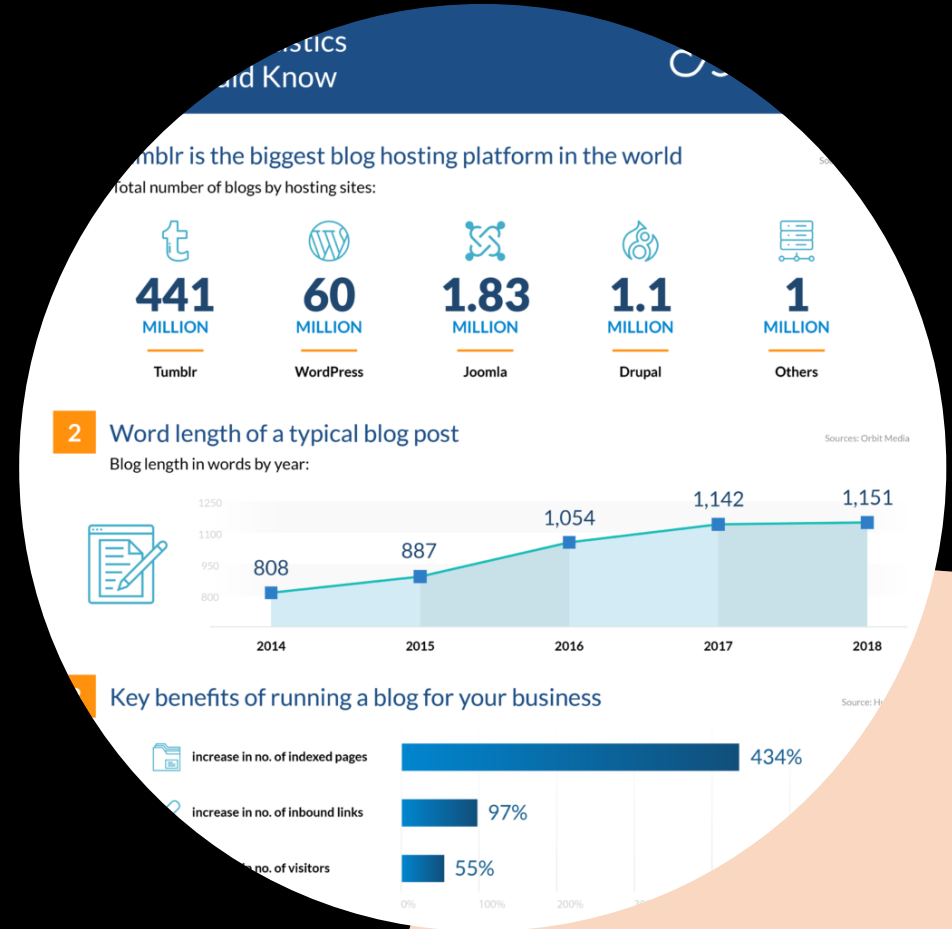 Know
is the biggest blog hosting platform in the world
Total number of blogs by hosting sites:
441 60 1.83 1.1 1
MILLION MILLION MILLION MILLION MILLION
Tumblr WordPress Joomla Drupal Others
2 Word length of a typical blog post
Sources: Orbit Media
Blog length in words by year:
1250
1100
950
800
808 887 1,054 1,142 1,151
2014 2015 2016 2017 2018
Key benefits of running a blog for your business
Source:
increase in no. of indexed pages 434%
increase in no. of inbound links 97%
no. of visitors 55%
0% 100% 200%